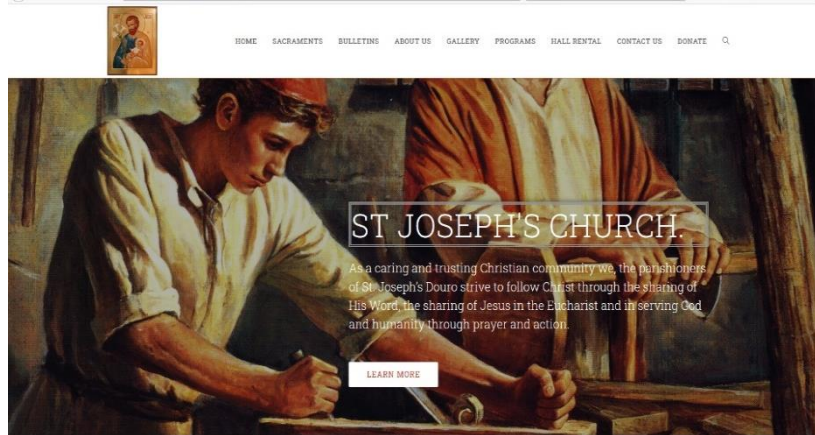 HOME SACRAMENTS BULLETINS ABOUT US GALLERY PROGRAMS HALL RENTAL CONTACT US DONATE
ST JOSEPH'S CHURCH.
As a caring and trusting Christian community we, the parishioners
of St. Joseph's Douro strive to follow Christ through the sharing of
His Word, the sharing of Jesus in the Eucharist and in serving God
and humanity through prayer and action.
LEARN MORE